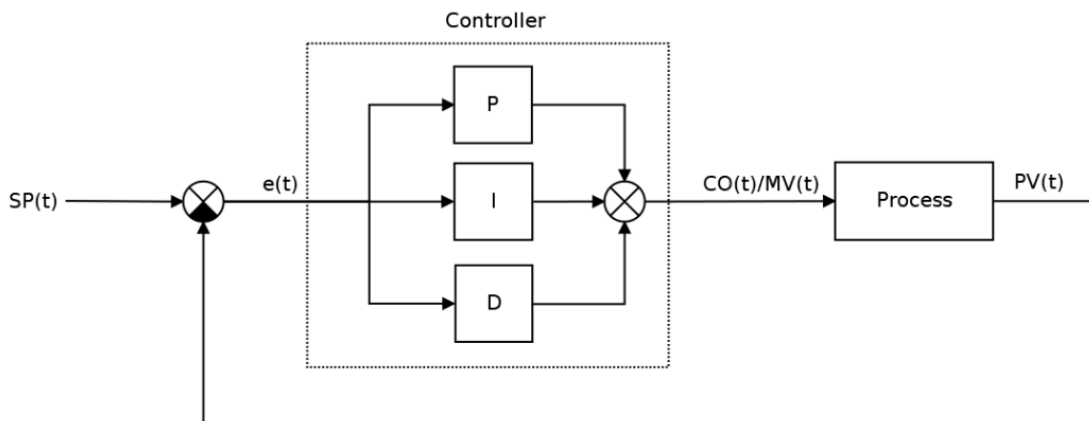 Controller
P
SP(t)
e(t)
I
CO(t)/MV(t)
Process
PV(t)
D